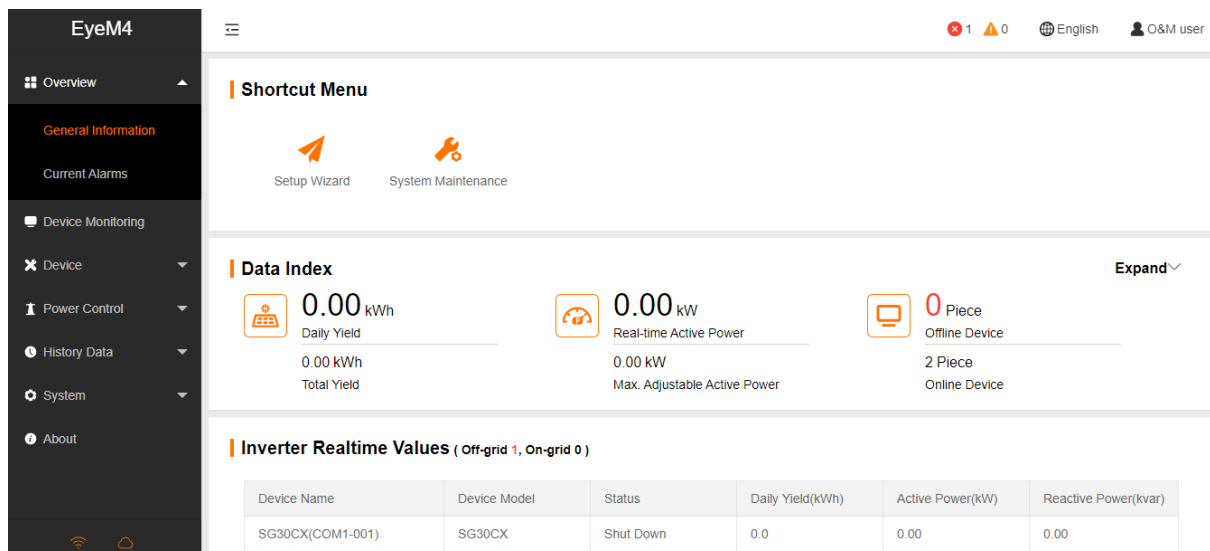 EyeM4
1 0 English O&M user
Overview
General Information
Current Alarms
Device Monitoring
Device
Power Control
History Data
System
About
Shortcut Menu
Setup Wizard System Maintenance
Data Index Expand
0.00 kWh
Daily Yield
0.00 kWh
Total Yield
0.00 kW
Real-time Active Power
0.00 kW
Max. Adjustable Active Power
0 Piece
Offline Device
2 Piece
Online Device
Inverter Realtime Values ( Off-grid 1, On-grid 0 )
Device Name Device Model Status Daily Yield(kWh) Active Power(kW) Reactive Power(kvar)
SG30CX(COM1-001) SG30CX Shut Down 0.0 0.00 0.00